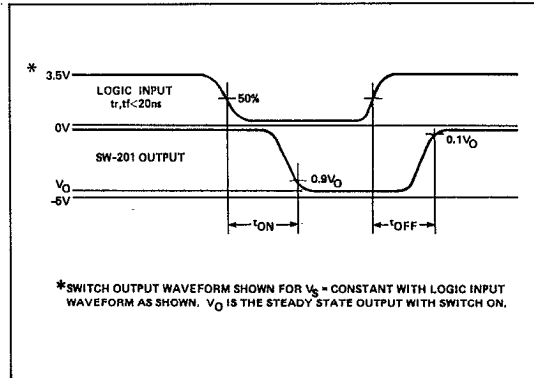 *
3.5V
LOGIC INPUT
tr,tf<20ns
50%
0V
SW-201 OUTPUT
0.1VO
0.9VO
VO
-5V
tON
tOFF
*SWITCH OUTPUT WAVEFORM SHOWN FOR VS = CONSTANT WITH LOGIC INPUT
WAVEFORM AS SHOWN. VO IS THE STEADY STATE OUTPUT WITH SWITCH ON.